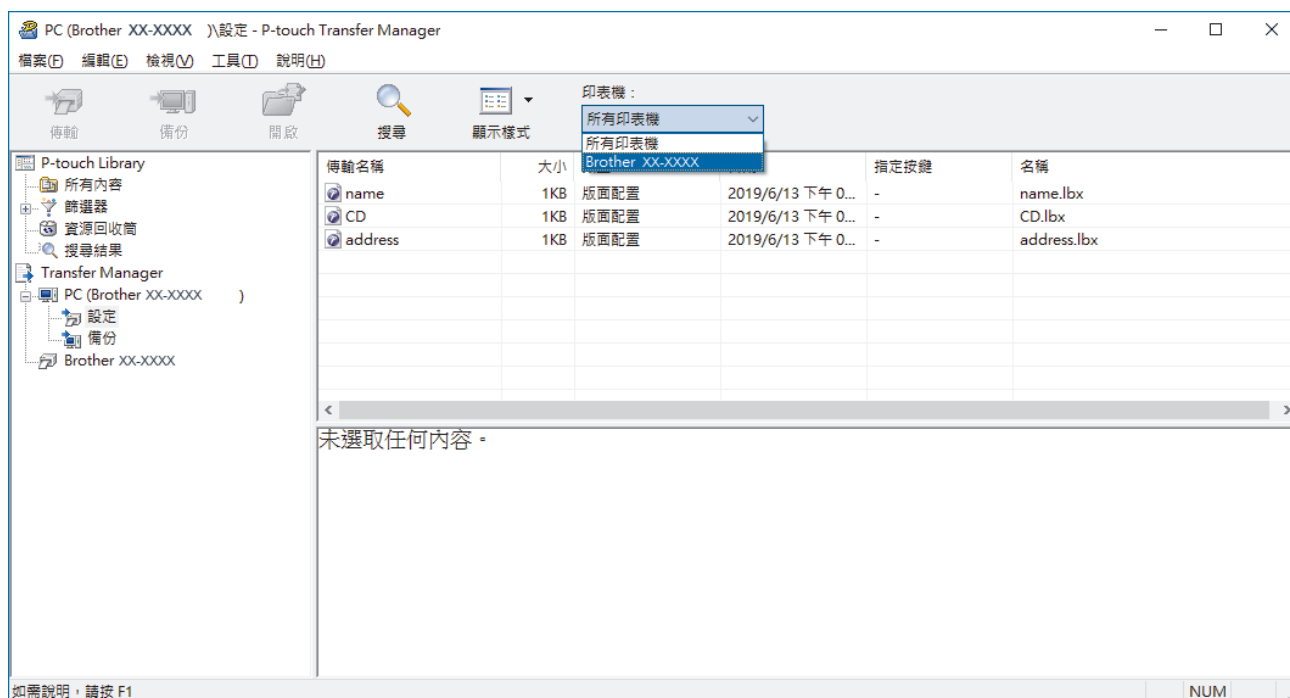 PC (Brother XX-XXXX )\設定 - P-touch Transfer Manager
檔案(F) 編輯(E) 檢視(V) 工具(T) 說明(H)
傳輸 備份 開啟 搜尋 顯示樣式
印表機：
所有印表機
所有印表機
Brother XX-XXXX
P-touch Library
所有內容
篩選器
資源回收筒
搜尋結果
Transfer Manager
PC (Brother XX-XXXX )
設定
備份
Brother XX-XXXX
傳輸名稱 大小 指定按鍵 名稱
name 1KB 版面配置 2019/6/13 下午 0... - name.lbx
CD 1KB 版面配置 2019/6/13 下午 0... - CD.lbx
address 1KB 版面配置 2019/6/13 下午 0... - address.lbx
未選取任何內容。
如需說明，請按 F1
NUM